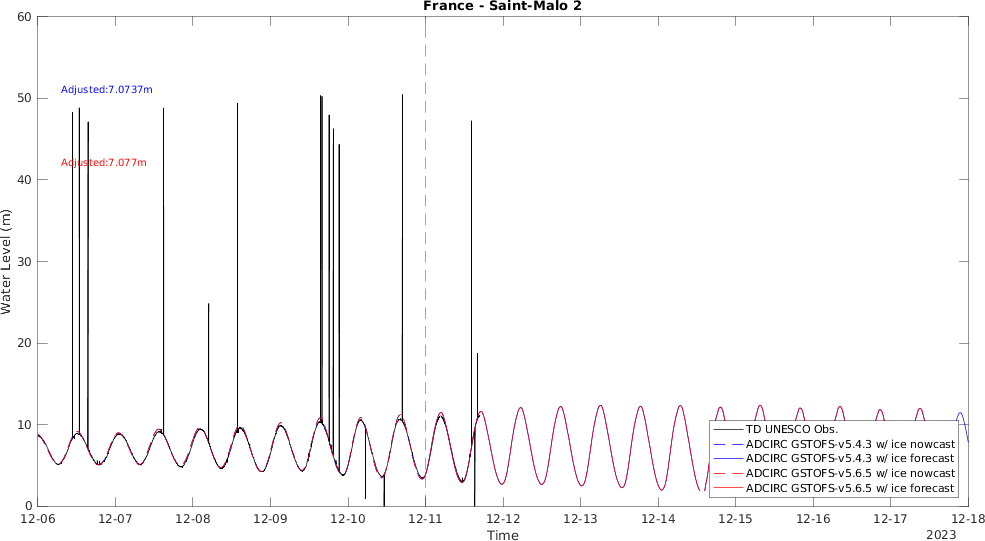 France - Saint-Malo 2
60
50
40
30
20
10
0
Water Level (m)
Adjusted:7.0737m
Adjusted:7.077m
TD UNESCO Obs.
ADCIRC GSTOFS-v5.4.3 w/ ice nowcast
ADCIRC GSTOFS-v5.4.3 w/ ice forecast
ADCIRC GSTOFS-v5.6.5 w/ ice nowcast
ADCIRC GSTOFS-v5.6.5 w/ ice forecast
12-06 12-07 12-08 12-09 12-10 12-11 12-12 12-13 12-14 12-15 12-16 12-17 12-18
Time
2023